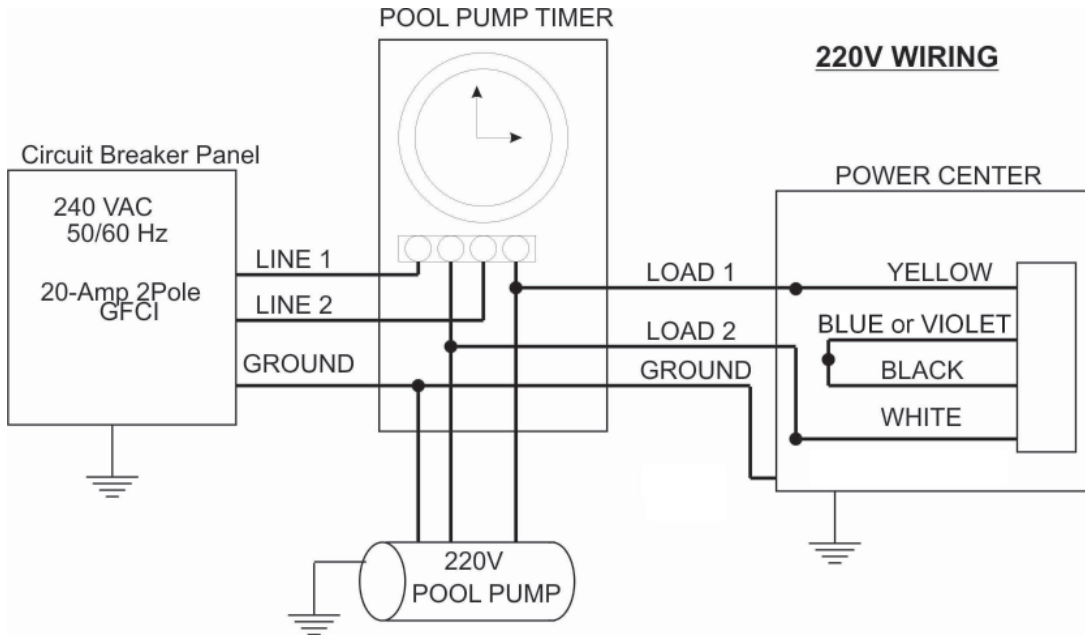 POOL PUMP TIMER
220V WIRING
Circuit Breaker Panel
240 VAC
50/60 Hz
20-Amp 2Pole
GFCI
LINE 1
LINE 2
GROUND
LOAD 1
LOAD 2
GROUND
POWER CENTER
YELLOW
BLUE or VIOLET
BLACK
WHITE
220V
POOL PUMP